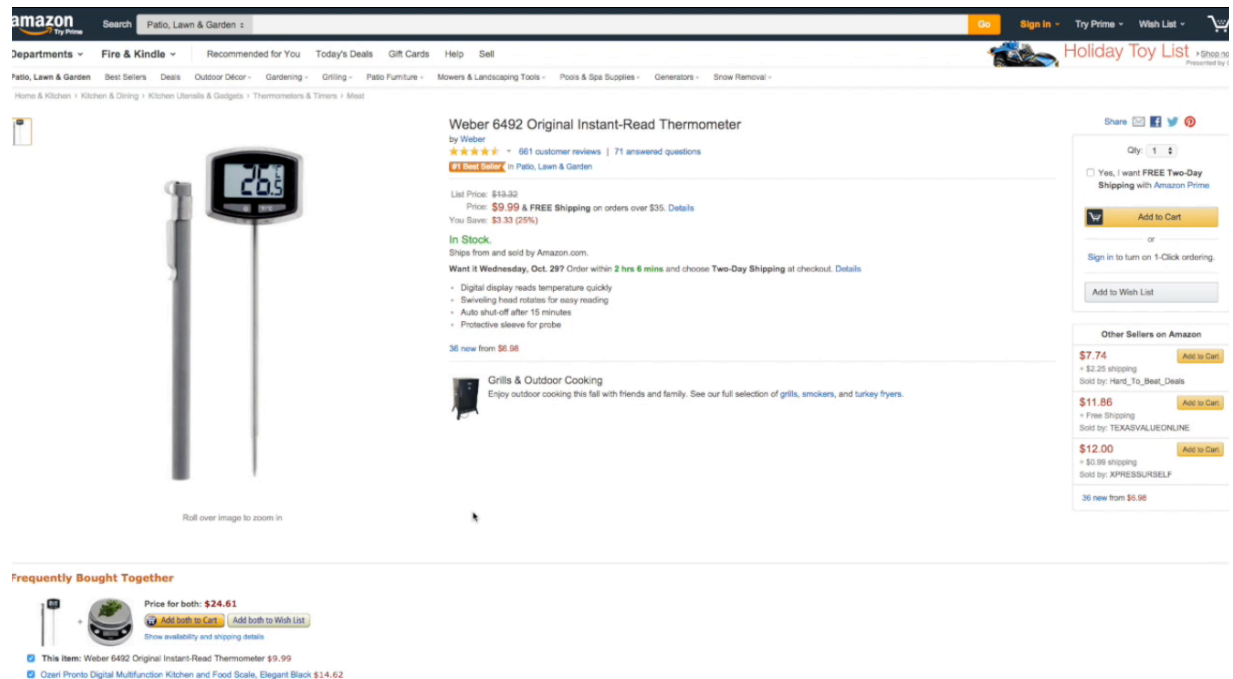 amazon
Try Prime
Search
Patio, Lawn & Garden
Go
Sign in
Try Prime
Wish List
Departments
Fire & Kindle
Recommended for You
Today's Deals
Gift Cards
Help
Sell
Holiday Toy List
Shop no
Presented by
Patio, Lawn & Garden
Best Sellers
Deals
Outdoor Décor
Gardening
Grilling
Patio Furniture
Mowers & Landscaping Tools
Pools & Spa Supplies
Generators
Snow Removal
Home & Kitchen › Kitchen & Dining › Kitchen Utensils & Gadgets › Thermometers & Timers › Meat
Weber 6492 Original Instant-Read Thermometer
by Weber
661 customer reviews | 71 answered questions
#1 Best Seller in Patio, Lawn & Garden
List Price: $13.32
Price: $9.99 & FREE Shipping on orders over $35. Details
You Save: $3.33 (25%)
In Stock.
Ships from and sold by Amazon.com.
Want it Wednesday, Oct. 29? Order within 2 hrs 6 mins and choose Two-Day Shipping at checkout. Details
Digital display reads temperature quickly
Swiveling head rotates for easy reading
Auto shut-off after 15 minutes
Protective sleeve for probe
36 new from $6.98
Grills & Outdoor Cooking
Enjoy outdoor cooking this fall with friends and family. See our full selection of grills, smokers, and turkey fryers.
26.5
Roll over image to zoom in
Share
Qty: 1
Yes, I want FREE Two-Day
Shipping with Amazon Prime
Add to Cart
or
Sign in to turn on 1-Click ordering.
Add to Wish List
Other Sellers on Amazon
$7.74
Add to Cart
+ $2.25 shipping
Sold by: Hard_To_Beat_Deals
$11.86
Add to Cart
+ Free Shipping
Sold by: TEXASVALUEONLINE
$12.00
Add to Cart
+ $0.99 shipping
Sold by: XPRESSURSELF
36 new from $6.98
Frequently Bought Together
Price for both: $24.61
Add both to Cart
Add both to Wish List
Show availability and shipping details
This item: Weber 6492 Original Instant-Read Thermometer $9.99
Ozeri Pronto Digital Multifunction Kitchen and Food Scale, Elegant Black $14.62